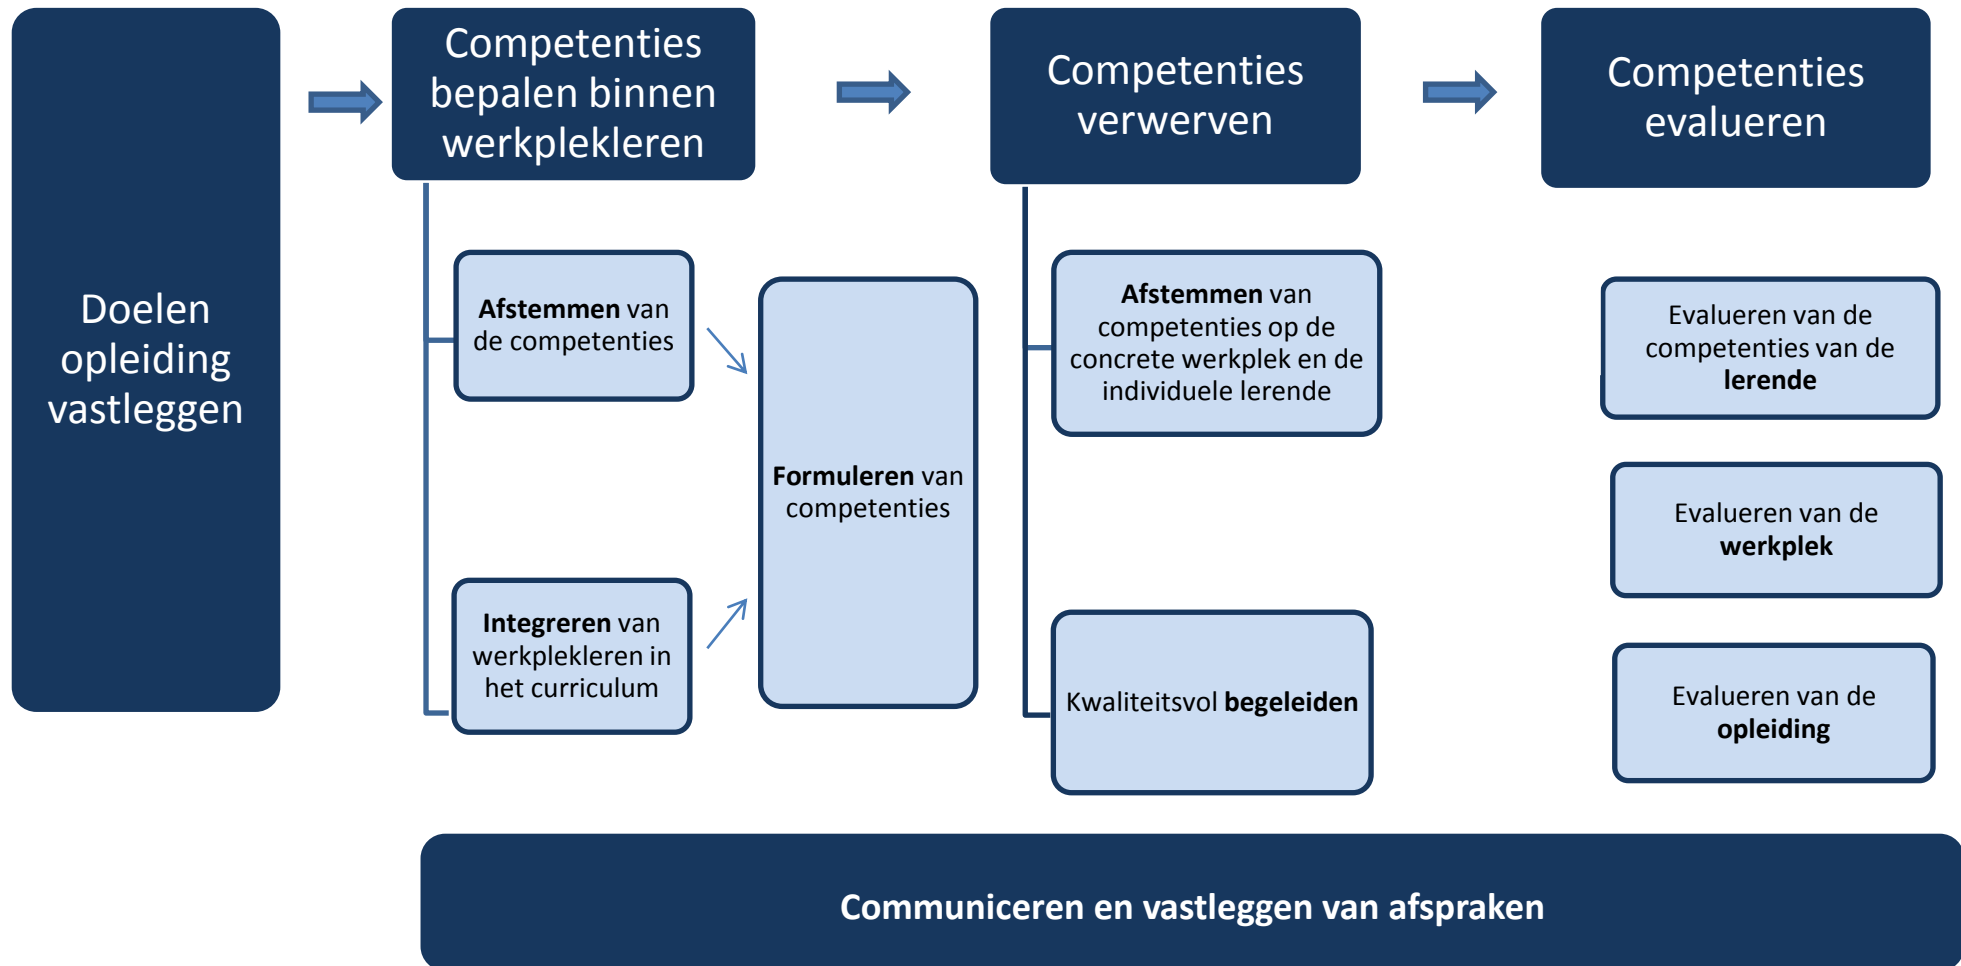 Doelen
opleiding
vastleggen
Competenties
bepalen binnen
werkplekleren
Afstemmen van
de competenties
Integreren van
werkplekleren in
het curriculum
Formuleren van
competenties
Competenties
verwerven
Afstemmen van
competenties op de
concrete werkplek en de
individuele lerende
Kwaliteitsvol begeleiden
Competenties
evalueren
Evalueren van de
competenties van de
lerende
Evalueren van de
werkplek
Evalueren van de
opleiding
Communiceren en vastleggen van afspraken